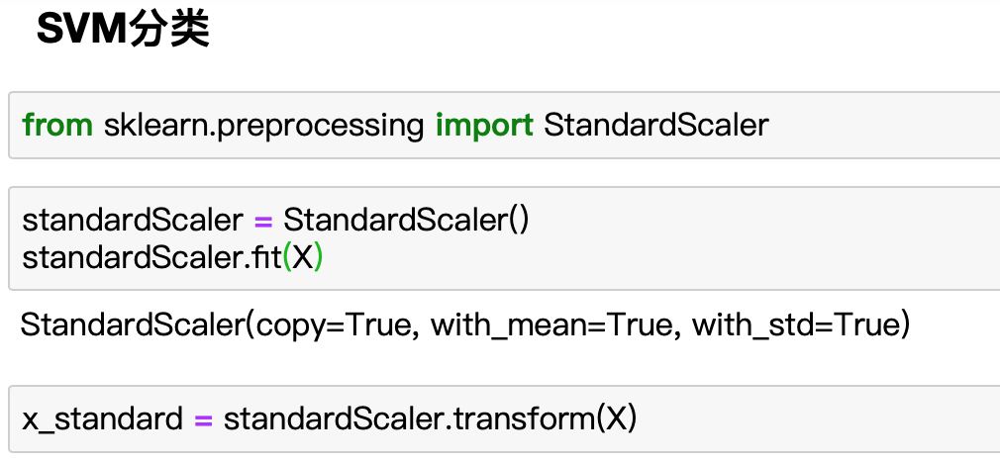 SVM分类
from sklearn.preprocessing import StandardScaler
standardScaler = StandardScaler()
standardScaler.fit(X)
StandardScaler(copy=True, with_mean=True, with_std=True)
x_standard = standardScaler.transform(X)